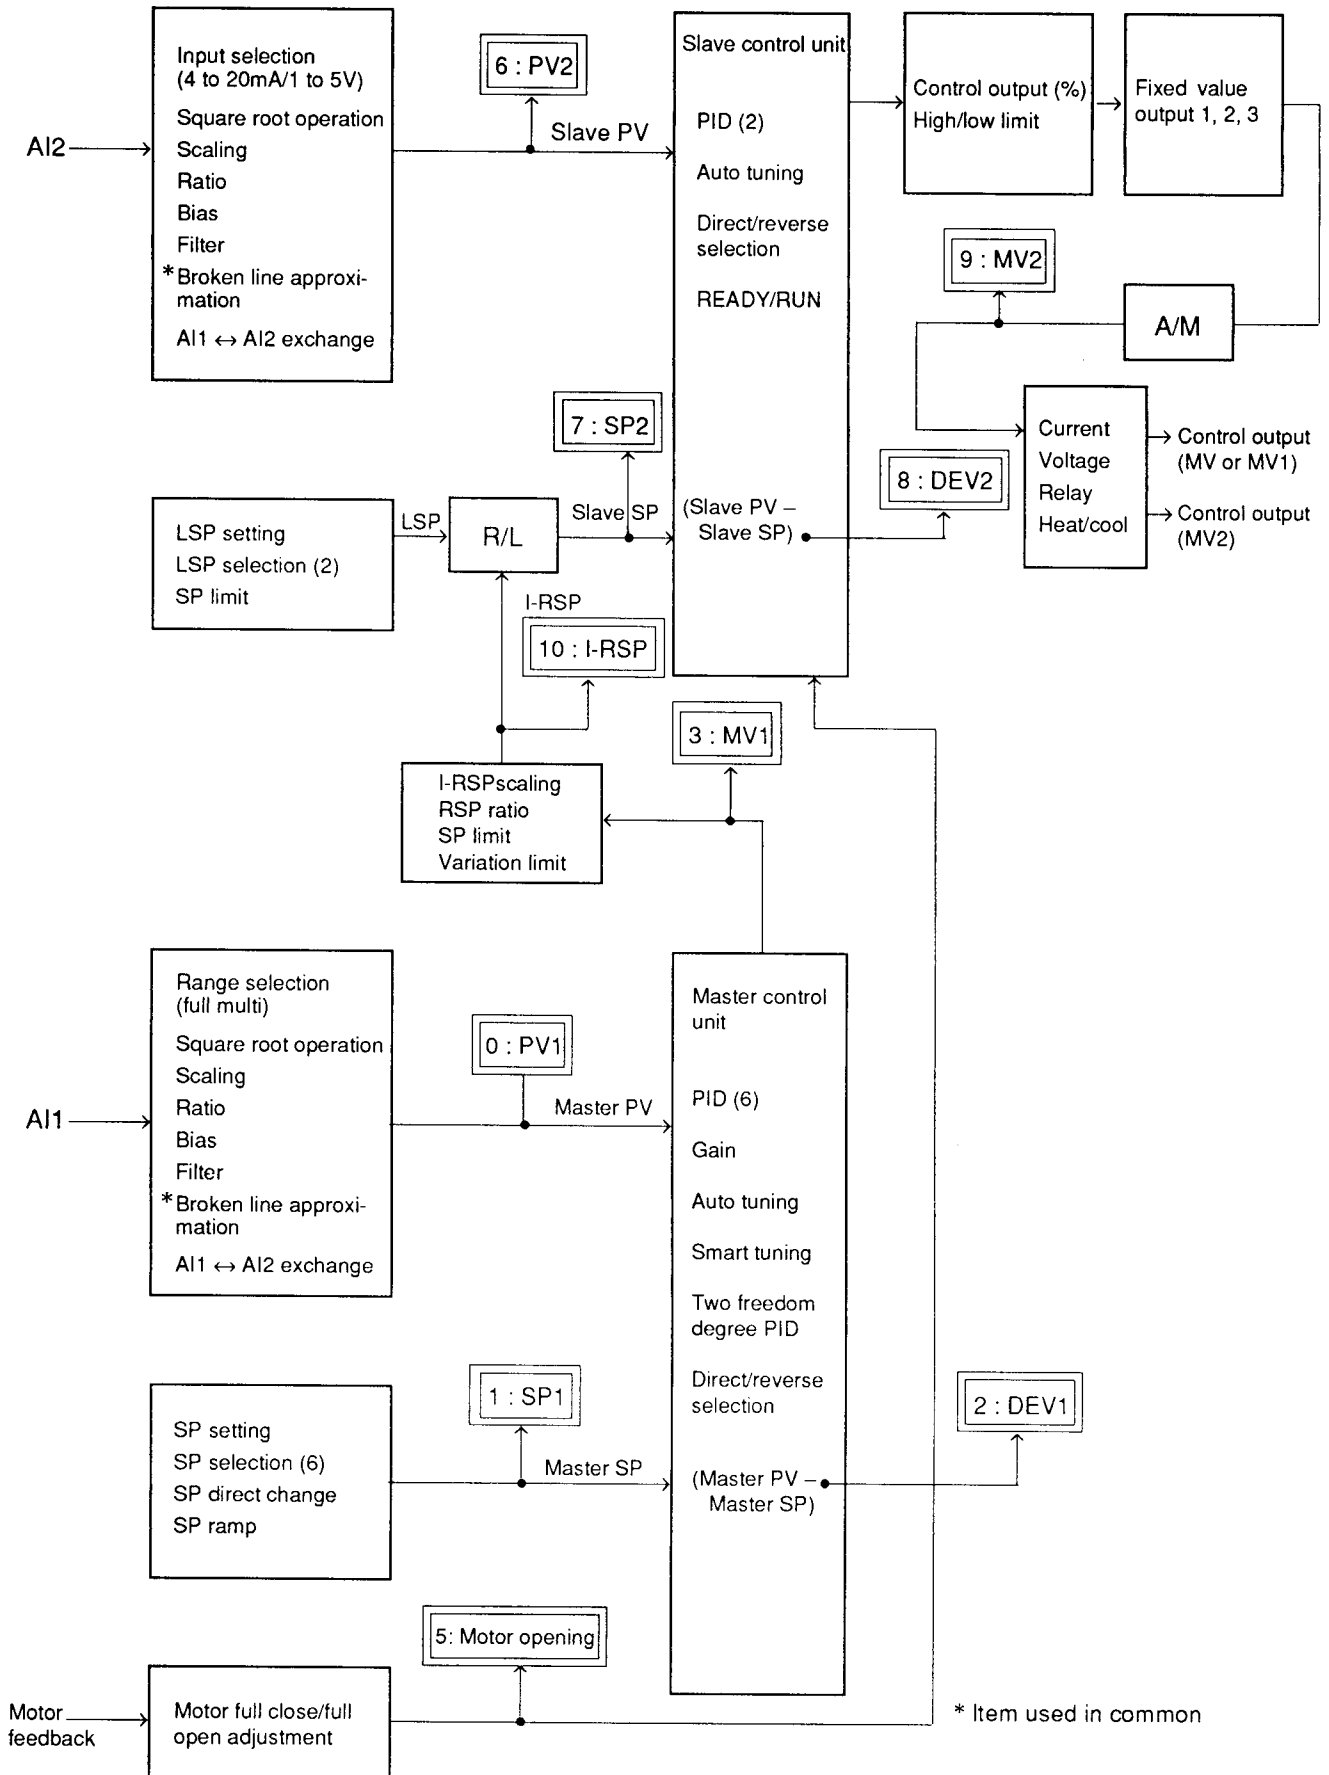 AI2
Input selection
(4 to 20mA/1 to 5V)
Square root operation
Scaling
Ratio
Bias
Filter
* Broken line approxi-
mation
AI1 ↔ AI2 exchange
6 : PV2
Slave PV
Slave control unit
PID (2)
Auto tuning
Direct/reverse
selection
READY/RUN
(Slave PV –
Slave SP)
Control output (%)
High/low limit
Fixed value
output 1, 2, 3
9 : MV2
A/M
Current
Voltage
Relay
Heat/cool
Control output
(MV or MV1)
Control output
(MV2)
8 : DEV2
7 : SP2
LSP setting
LSP selection (2)
SP limit
LSP
R/L
Slave SP
I-RSP
10 : I-RSP
3 : MV1
I-RSPscaling
RSP ratio
SP limit
Variation limit
AI1
Range selection
(full multi)
Square root operation
Scaling
Ratio
Bias
Filter
* Broken line approxi-
mation
AI1 ↔ AI2 exchange
0 : PV1
Master PV
Master control
unit
PID (6)
Gain
Auto tuning
Smart tuning
Two freedom
degree PID
Direct/reverse
selection
(Master PV –
Master SP)
2 : DEV1
SP setting
SP selection (6)
SP direct change
SP ramp
1 : SP1
Master SP
5: Motor opening
Motor
feedback
Motor full close/full
open adjustment
* Item used in common